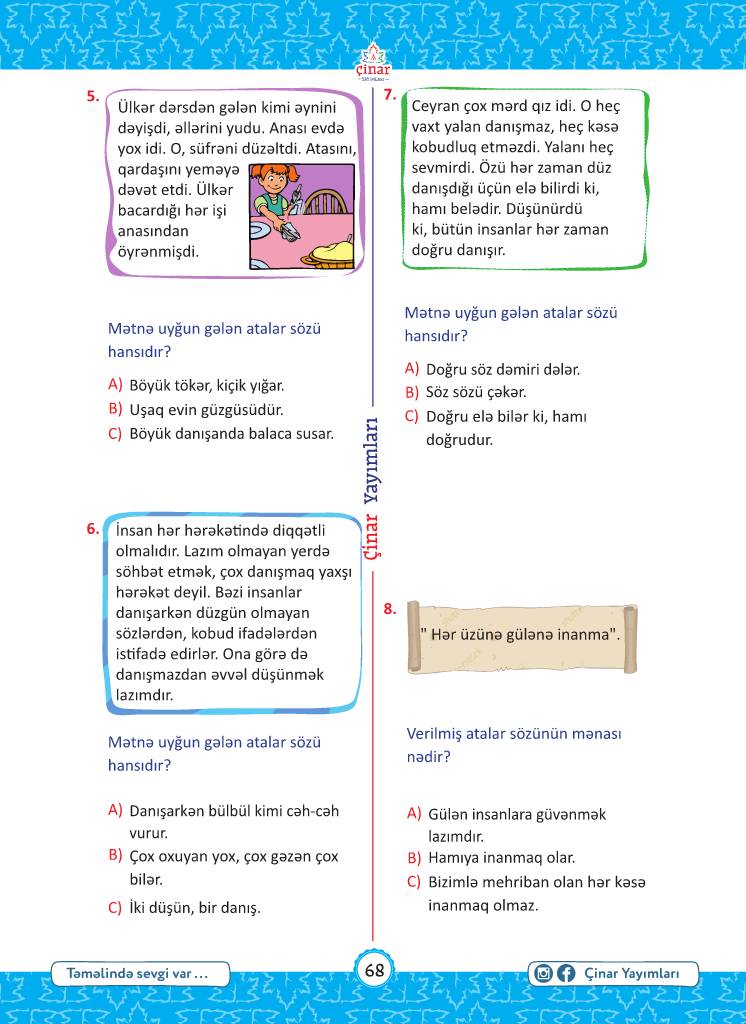 çinar
5.
Ülkər dərsdən gələn kimi əynini
dəyişdi, əllərini yudu. Anası evdə
yox idi. O, süfrəni düzəltdi. Atasını,
qardaşını yeməyə
dəvət etdi. Ülkər
bacardığı hər işi
anasından
öyrənmişdi.
Mətnə uyğun gələn atalar sözü
hansıdır?
A) Böyük tökər, kiçik yığar.
B) Uşaq evin güzgüsüdür.
C) Böyük danışanda balaca susar.
6.
İnsan hər hərəkətində diqqətli
olmalıdır. Lazım olmayan yerdə
söhbət etmək, çox danışmaq yaxşı
hərəkət deyil. Bəzi insanlar
danışarkən düzgün olmayan
sözlərdən, kobud ifadələrdən
istifadə edirlər. Ona görə də
danışmazdan əvvəl düşünmək
lazımdır.
Mətnə uyğun gələn atalar sözü
hansıdır?
A) Danışarkən bülbül kimi cəh-cəh
vurur.
B) Çox oxuyan yox, çox gəzən çox
bilər.
C) İki düşün, bir danış.
Çinar Yayımları
7.
Ceyran çox mərd qız idi. O heç
vaxt yalan danışmaz, heç kəsə
kobudluq etməzdi. Yalanı heç
sevmirdi. Özü hər zaman düz
danışdığı üçün elə bilirdi ki,
hamı belədir. Düşünürdü
ki, bütün insanlar hər zaman
doğru danışır.
Mətnə uyğun gələn atalar sözü
hansıdır?
A) Doğru söz dəmiri dələr.
B) Söz sözü çəkər.
C) Doğru elə bilər ki, hamı
doğrudur.
8.
" Hər üzünə gülənə inanma".
Verilmiş atalar sözünün mənası
nədir?
A) Gülən insanlara güvənmək
lazımdır.
B) Hamıya inanmaq olar.
C) Bizimlə mehriban olan hər kəsə
inanmaq olmaz.
Təməlində sevgi var ...
68
Çinar Yayımları